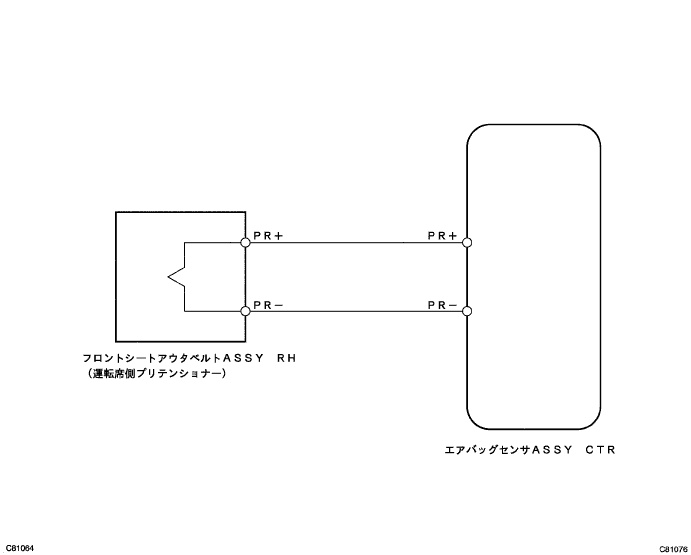 PR+
PR+
PR−
PR−
フロントシートアウタベルトASSY RH
（運転席側プリテンショナー）
エアバッグセンサASSY CTR
C81064
C81076